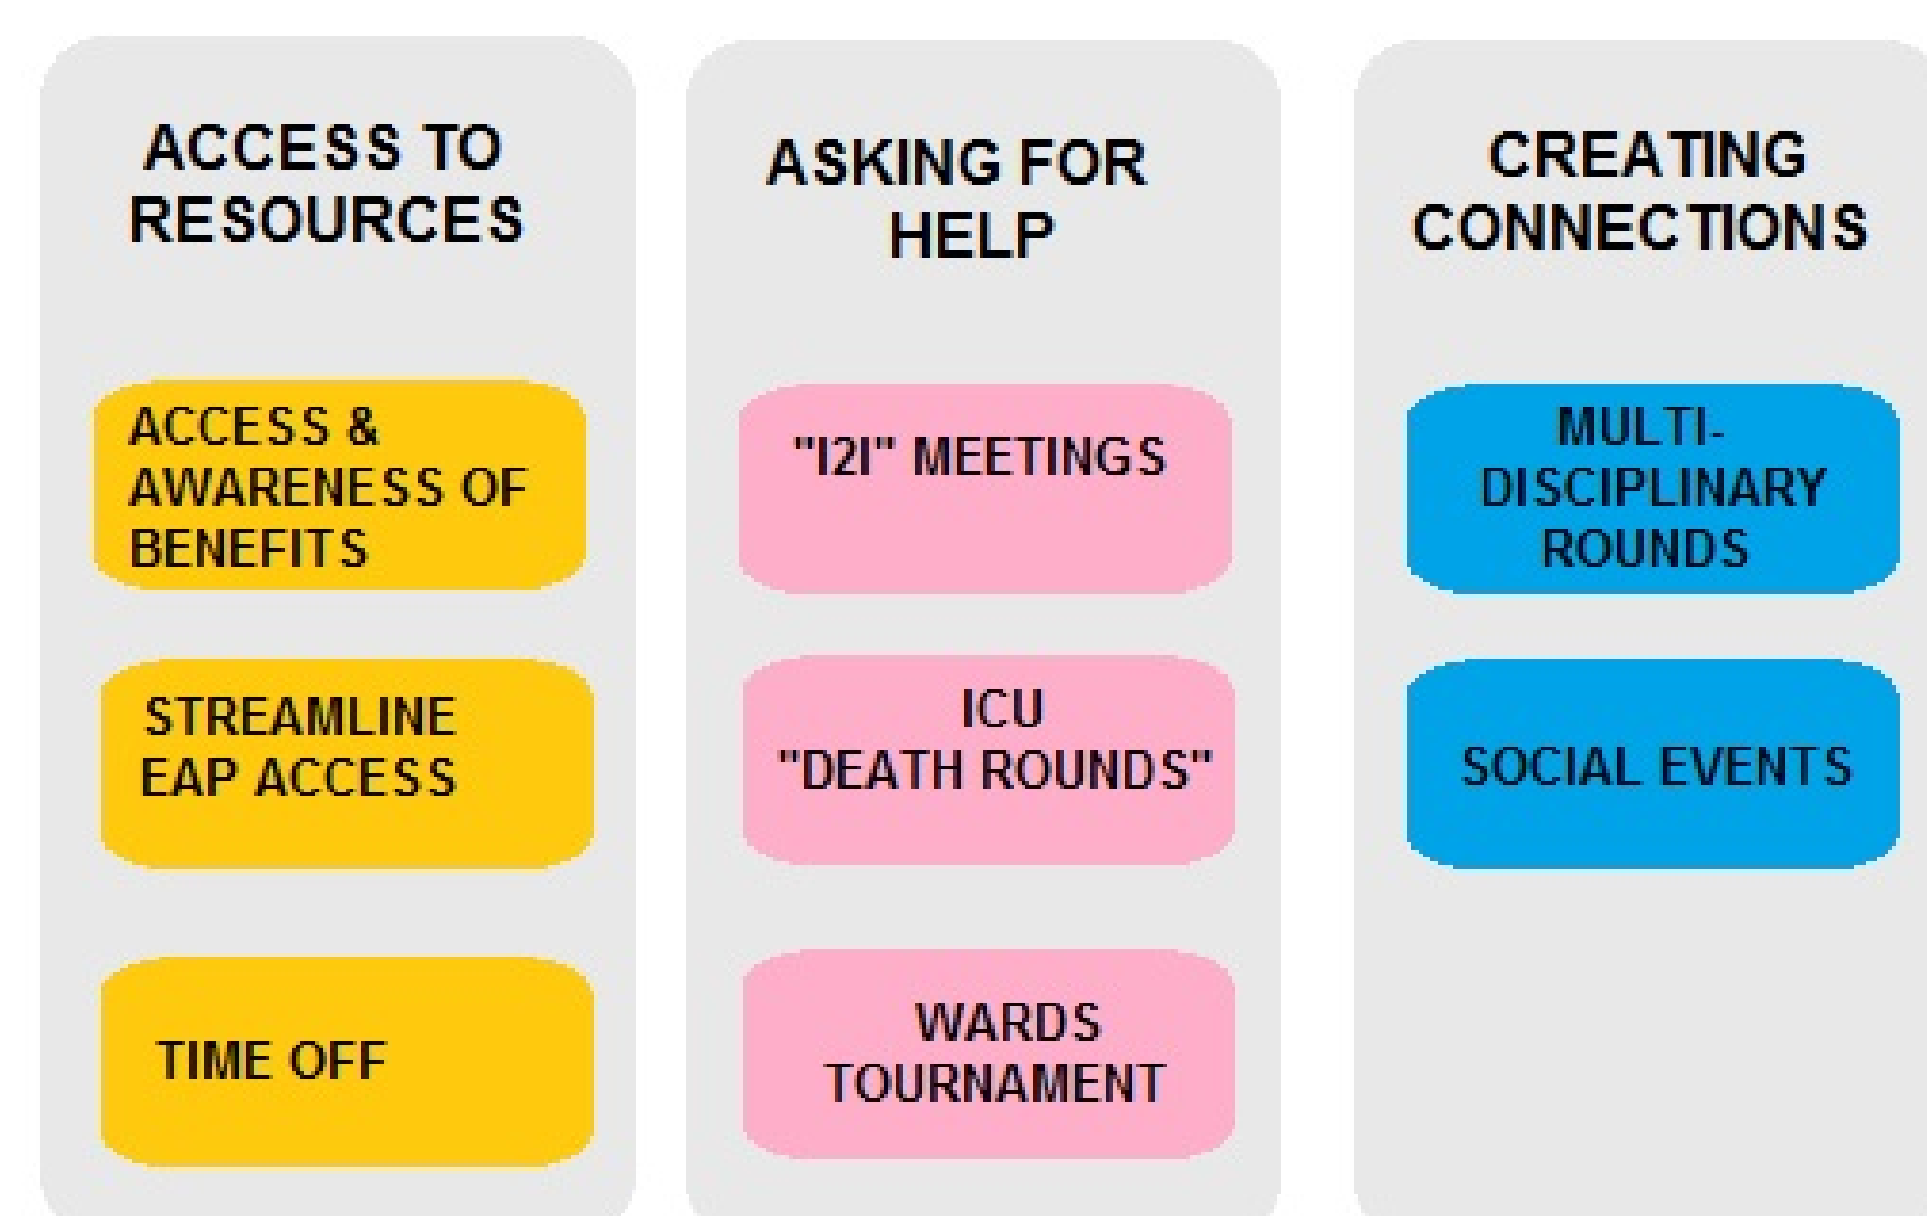 ACCESS TO
RESOURCES
ACCESS &
AWARENESS OF
BENEFITS
STREAMLINE
EAP ACCESS
TIME OFF
ASKING FOR
HELP
"I2I" MEETINGS
ICU
"DEATH ROUNDS"
WARDS
TOURNAMENT
CREATING
CONNECTIONS
MULTI-
DISCIPLINARY
ROUNDS
SOCIAL EVENTS